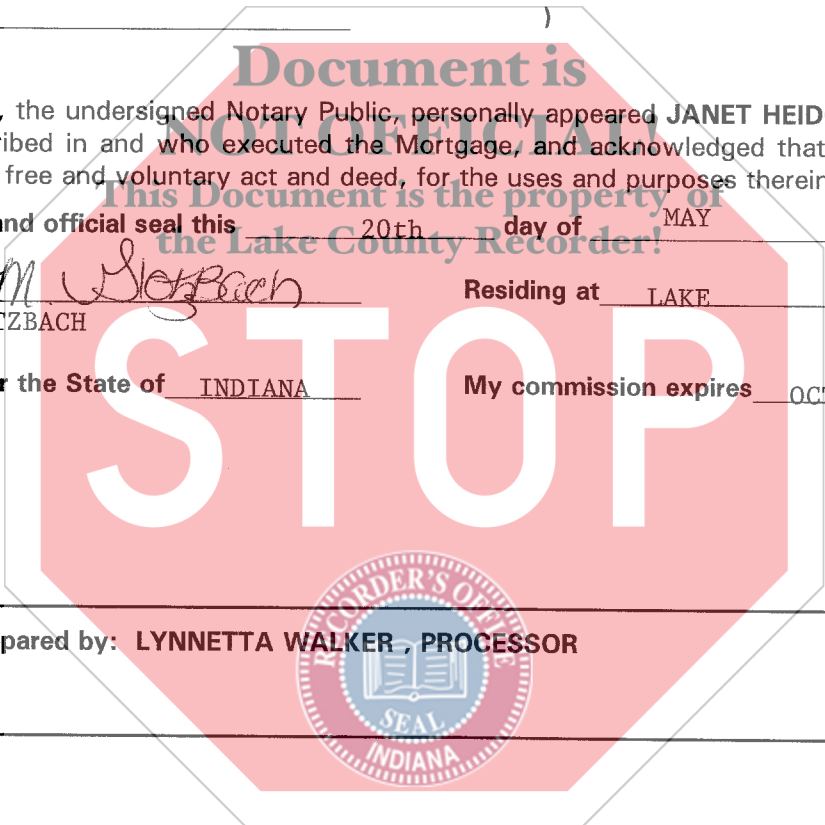 )
Document is
, the undersigned Notary Public, personally appeared JANET HEID
NOT OFFICIAL!
ribed in and who executed the Mortgage, and acknowledged that
free and voluntary act and deed, for the uses and purposes therein
This Document is the property of
nd official seal this 20th day of MAY
the Lake County Recorder!
M Glotzbach
Residing at LAKE
TZBACH
r the State of INDIANA My commission expires OCT
STOP
RECORDER'S OFFICE
pared by: LYNNETTA WALKER , PROCESSOR
SEAL
INDIANA